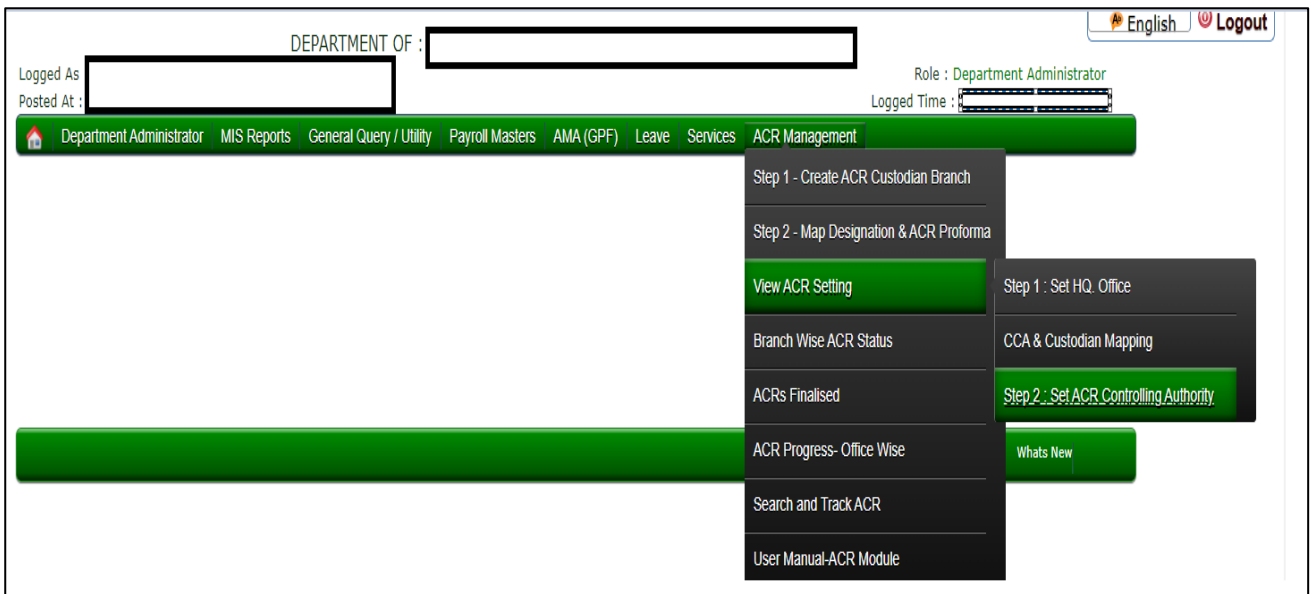 English Logout
DEPARTMENT OF :
Logged As
Role : Department Administrator
Posted At :
Logged Time :
Department Administrator MIS Reports General Query / Utility Payroll Masters AMA (GPF) Leave Services ACR Management
Step 1 - Create ACR Custodian Branch
Step 2 - Map Designation & ACR Proforma
View ACR Setting
Step 1 : Set HQ. Office
Branch Wise ACR Status
CCA & Custodian Mapping
ACRs Finalised
Step 2 : Set ACR Controlling Authority
ACR Progress- Office Wise
Whats New
Search and Track ACR
User Manual-ACR Module